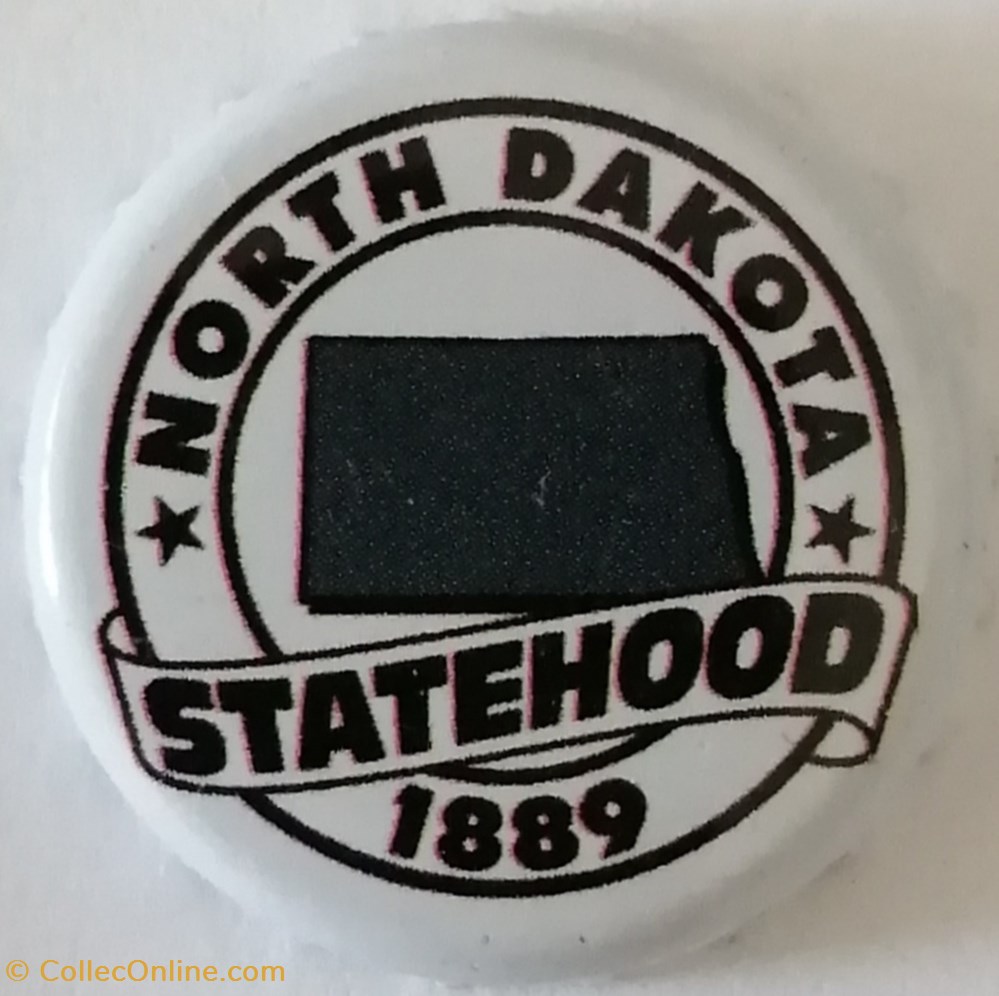 NORTH DAKOTA
STATEHOOD
1889
© CollecOnline.com